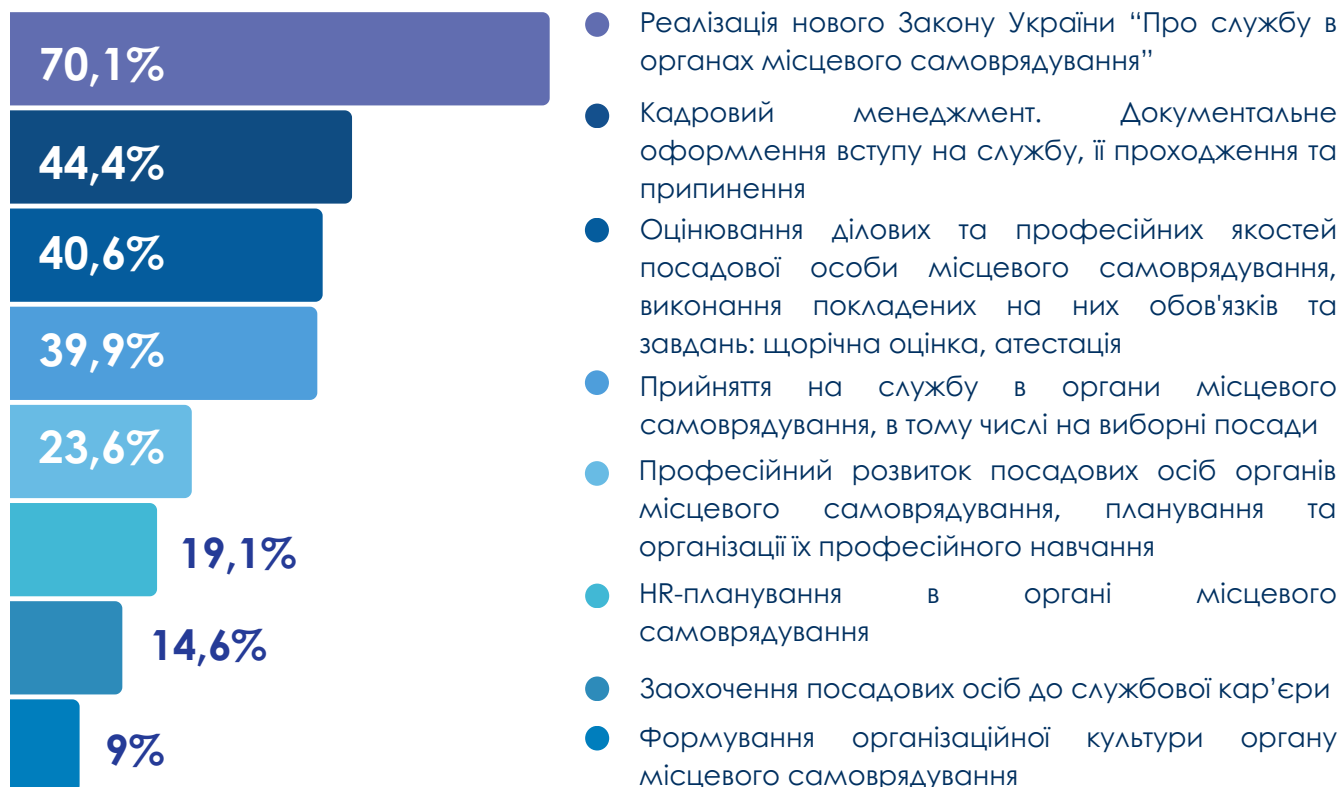 70,1%
44,4%
40,6%
39,9%
23,6%
19,1%
14,6%
9%
Реалізація нового Закону України “Про службу в
органах місцевого самоврядування”
Кадровий менеджмент. Документальне
оформлення вступу на службу, її проходження та
припинення
Оцінювання ділових та професійних якостей
посадової особи місцевого самоврядування,
виконання покладених на них обов'язків та
завдань: щорічна оцінка, атестація
Прийняття на службу в органи місцевого
самоврядування, в тому числі на виборні посади
Професійний розвиток посадових осіб органів
місцевого самоврядування, планування та
організації їх професійного навчання
HR-планування в органі місцевого
самоврядування
Заохочення посадових осіб до службової кар’єри
Формування організаційної культури органу
місцевого самоврядування